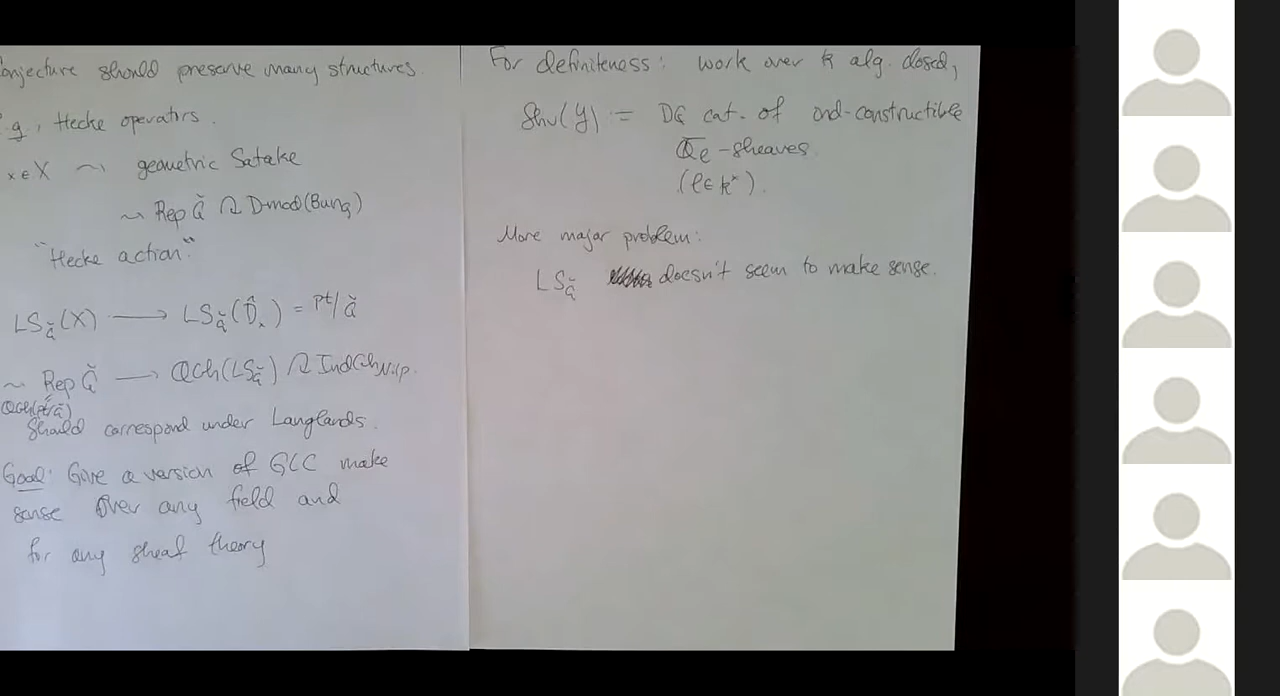 onjecture should preserve many structures.
.g., Hecke operators.
x∈X ⇝ geometric Satake
⇝ Rep Ǧ ↷ D-mod(Bun_G)
"Hecke action".
LS_Ǧ(X) ⟶ LS_Ǧ(D̂_x) = pt/Ǧ
⇝ Rep Ǧ ⟶ QCoh(LS_Ǧ) ↷ IndCoh_Nilp.
QCoh(pt/Ǧ)
Should correspond under Langlands.
Goal: Give a version of GLC make
sense over any field and
for any sheaf theory
For definiteness: work over k alg. closed,
Shv(Y) := DG cat. of ind-constructible
ℚ̄_ℓ-sheaves.
(ℓ∈k^×).
More major problem:
LS_Ǧ doesn't seem to make sense.